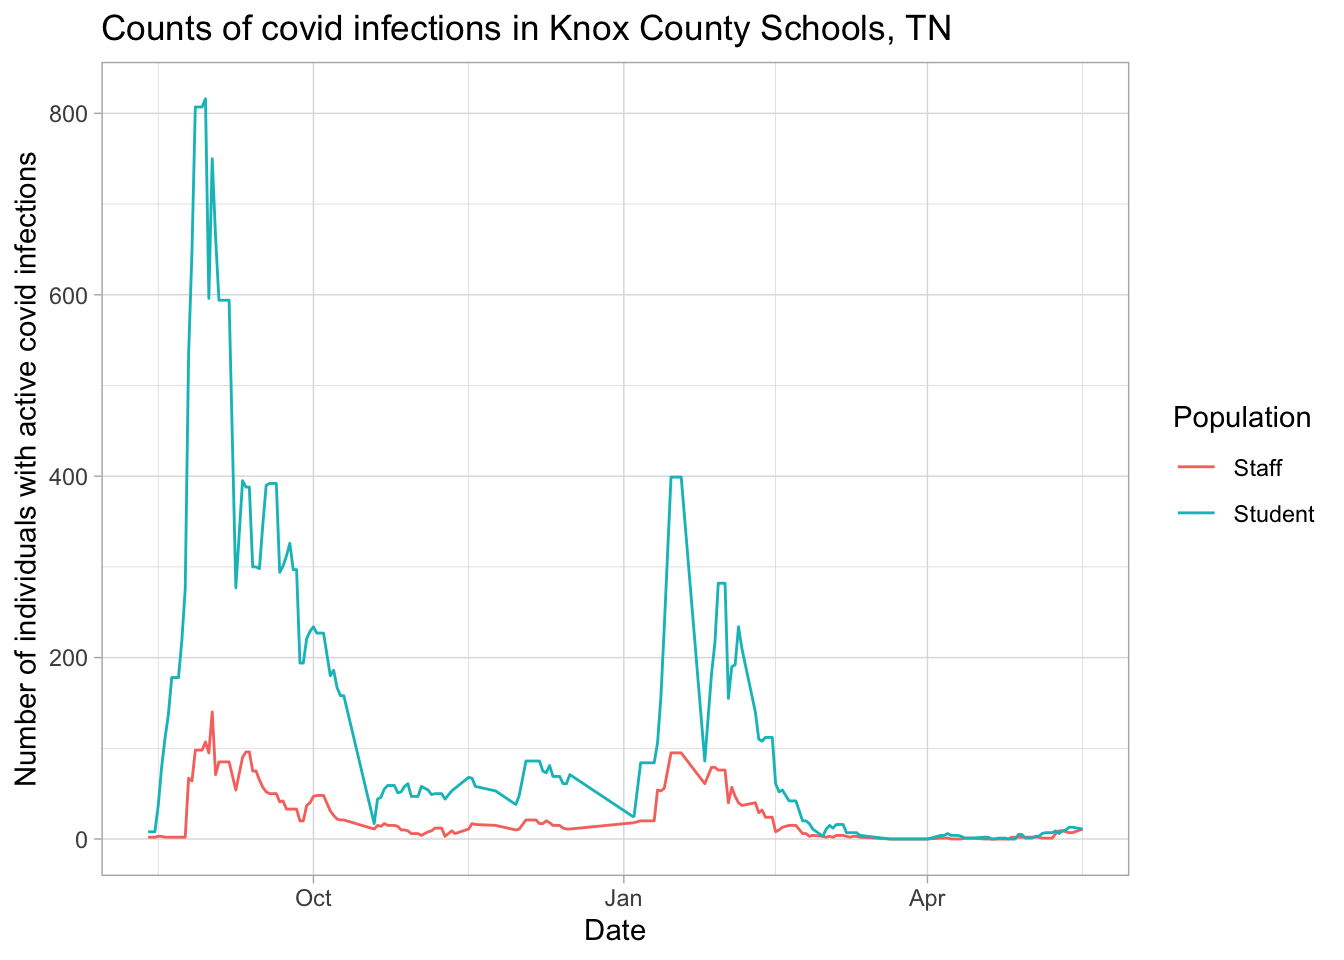 Counts of covid infections in Knox County Schools, TN
Number of individuals with active covid infections
800
600
400
200
0
Oct
Jan
Apr
Date
Population
Staff
Student